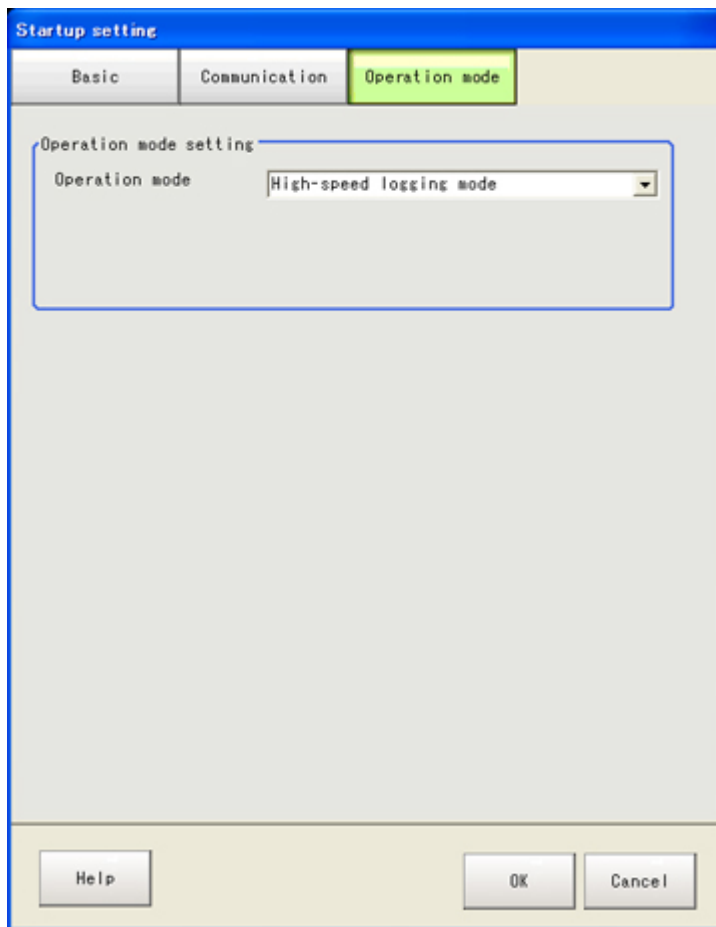 Startup setting
Basic Communication Operation mode
Operation mode setting
Operation mode High-speed logging mode
Help OK Cancel